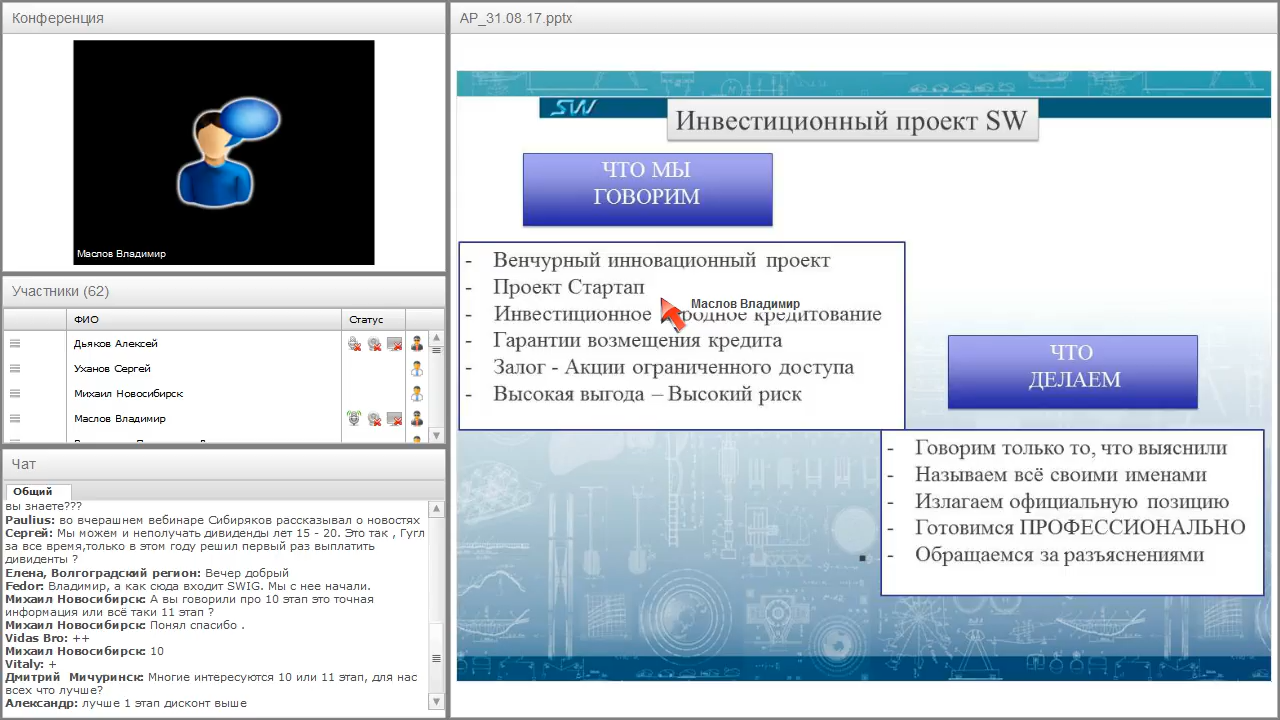 Конференция
Маслов Владимир
Участники (62)
ФИО
Статус
Дьяков Алексей
Уханов Сергей
Михаил Новосибирск
Маслов Владимир
Чат
Общий
вы знаете???
Paulius: во вчерашнем вебинаре Сибиряков рассказывал о новостях
Сергей: Мы можем и неполучать дивиденды лет 15 - 20. Это так , Гугл
за все время,только в этом году решил первый раз выплатить
дивиденты ?
Елена, Волгоградский регион: Вечер добрый
Fedor: Владимир, а как сюда входит SWIG. Мы с нее начали.
Михаил Новосибирск: А вы говорили про 10 этап это точная
информация или всё таки 11 этап ?
Михаил Новосибирск: Понял спасибо .
Vidas Bro: ++
Михаил Новосибирск: 10
Vitaly: +
Дмитрий Мичуринск: Многие интересуются 10 или 11 этап, для нас
всех что лучше?
Александр: лучше 1 этап дисконт выше
AP_31.08.17.pptx
SW
Инвестиционный проект SW
ЧТО МЫ
ГОВОРИМ
- Венчурный инновационный проект
- Проект Стартап
Маслов Владимир
- Инвестиционное кредитование
- Гарантии возмещения кредита
- Залог - Акции ограниченного доступа
- Высокая выгода – Высокий риск
ЧТО
ДЕЛАЕМ
- Говорим только то, что выяснили
- Называем всё своими именами
- Излагаем официальную позицию
- Готовимся ПРОФЕССИОНАЛЬНО
- Обращаемся за разъяснениями